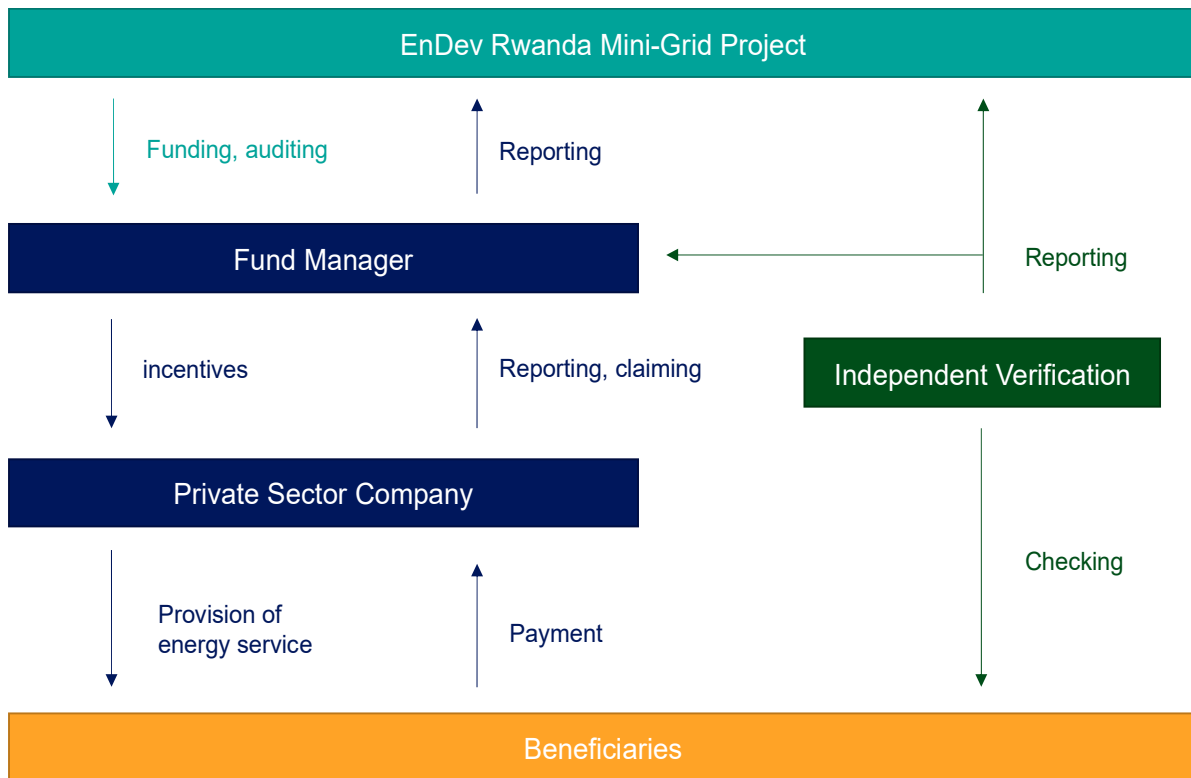 EnDev Rwanda Mini-Grid Project
Funding, auditing
Reporting
Fund Manager
Reporting
incentives
Reporting, claiming
Independent Verification
Private Sector Company
Checking
Provision of
energy service
Payment
Beneficiaries